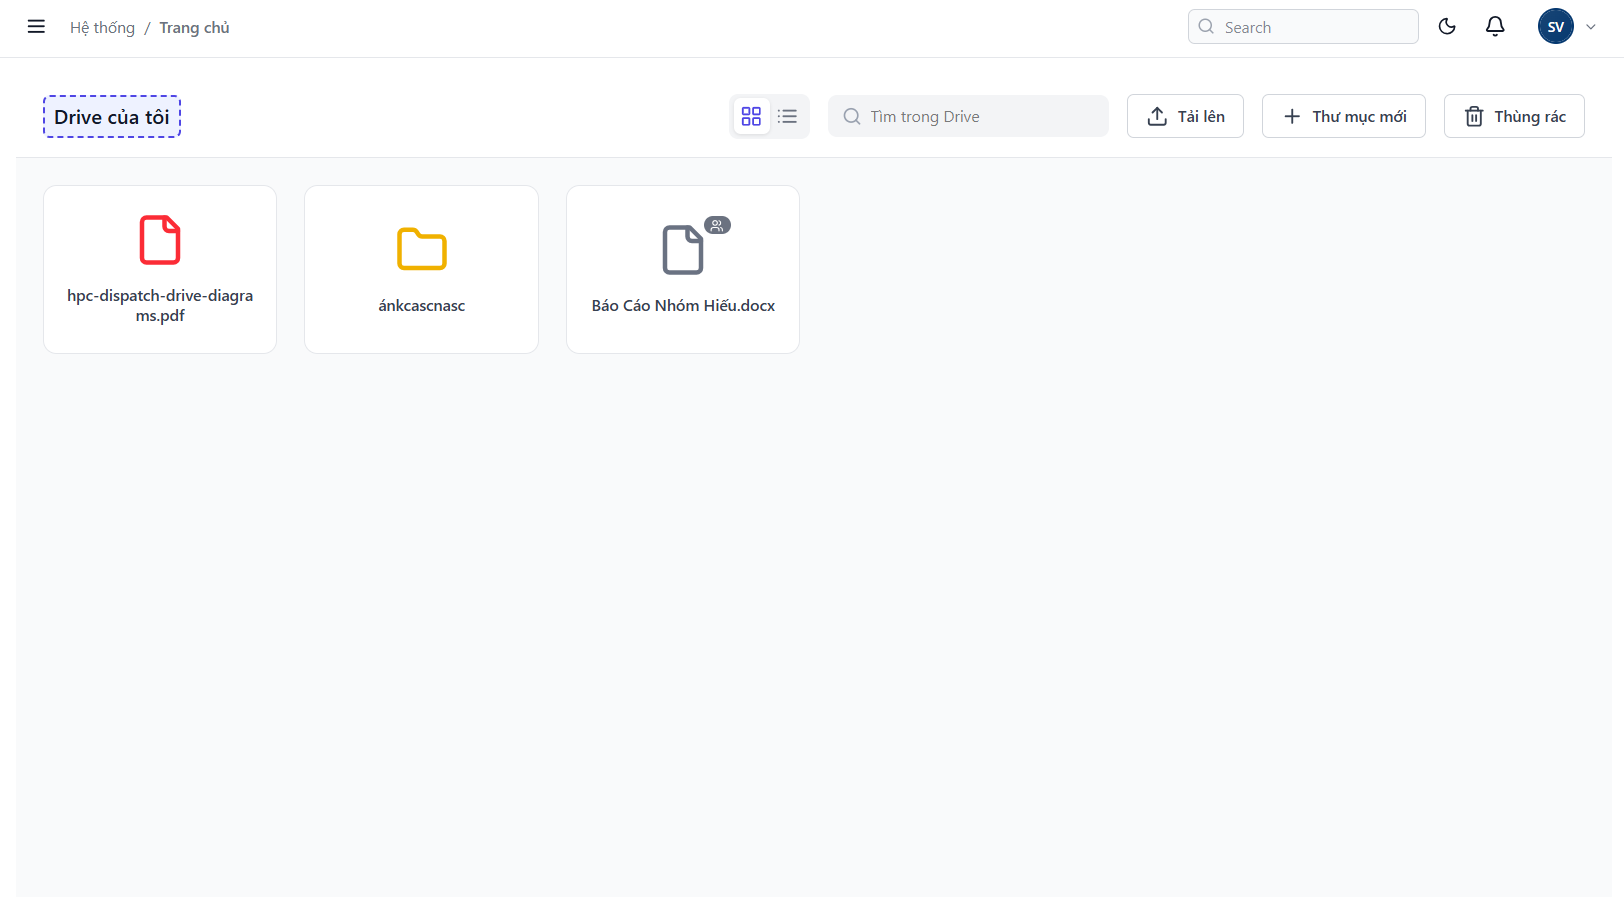 Hệ thống / Trang chủ
Search
SV
Drive của tôi
Tìm trong Drive
Tải lên
Thư mục mới
Thùng rác
hpc-dispatch-drive-diagra
ms.pdf
ánkcascnasc
Báo Cáo Nhóm Hiếu.docx